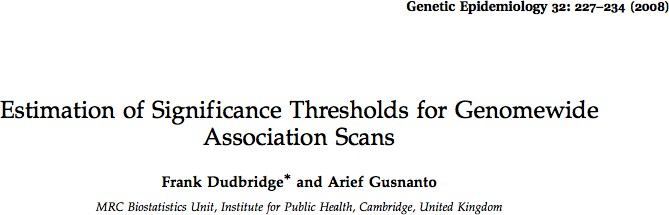 Genetic Epidemiology 32: 227–234 (2008)
Estimation of Significance Thresholds for Genomewide
Association Scans
Frank Dudbridge* and Arief Gusnanto
MRC Biostatistics Unit, Institute for Public Health, Cambridge, United Kingdom